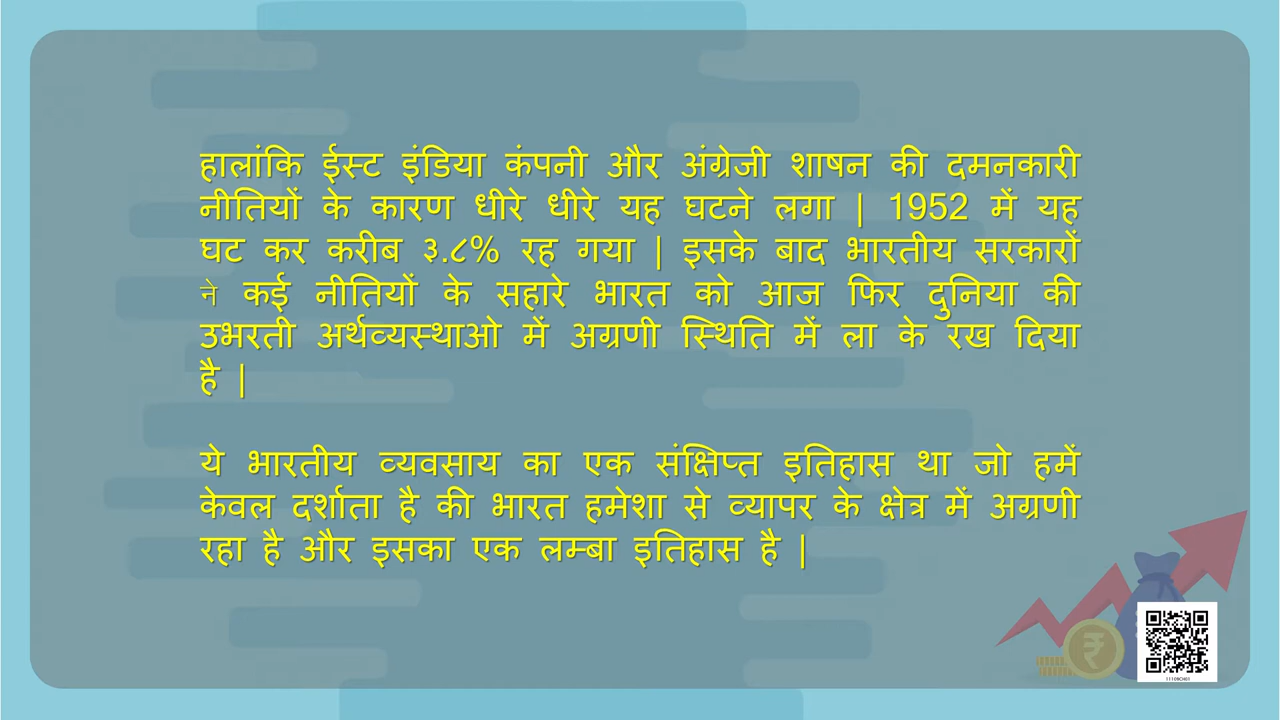 हालांकि ईस्ट इंडिया कंपनी और अंग्रेजी शाषन की दमनकारी
नीतियों के कारण धीरे धीरे यह घटने लगा | 1952 में यह
घट कर करीब ३.८% रह गया | इसके बाद भारतीय सरकारों
ने कई नीतियों के सहारे भारत को आज फिर दुनिया की
उभरती अर्थव्यस्थाओ में अग्रणी स्थिति में ला के रख दिया
है |
ये भारतीय व्यवसाय का एक संक्षिप्त इतिहास था जो हमें
केवल दर्शाता है की भारत हमेशा से व्यापर के क्षेत्र में अग्रणी
रहा है और इसका एक लम्बा इतिहास है |